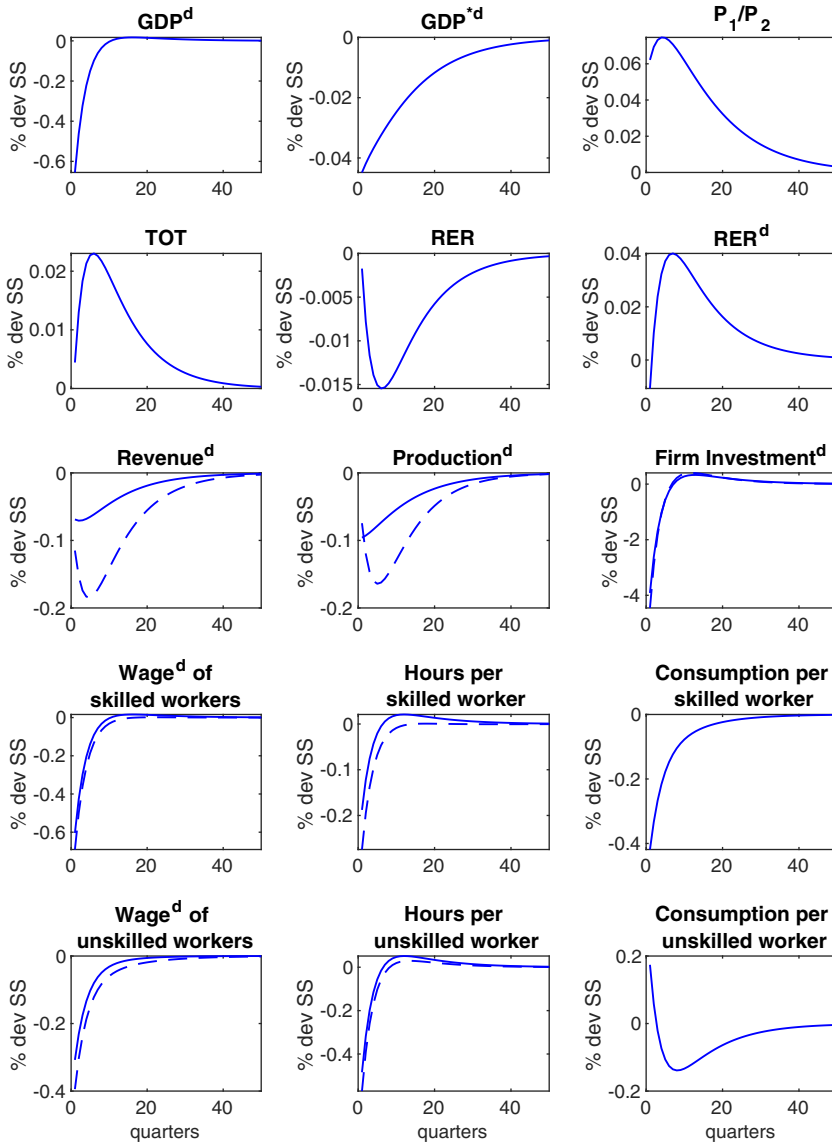 GDP^d
GDP^*d
P_1/P_2
% dev SS
0
-0.2
-0.4
-0.6
0
20
40
% dev SS
0
-0.02
-0.04
0
20
40
% dev SS
0.06
0.04
0.02
0
0
20
40
TOT
RER
RER^d
% dev SS
0.02
0.01
0
0
20
40
% dev SS
0
-0.005
-0.01
-0.015
0
20
40
% dev SS
0.04
0.02
0
0
20
40
Revenue^d
Production^d
Firm Investment^d
% dev SS
0
-0.1
-0.2
0
20
40
% dev SS
0
-0.1
-0.2
0
20
40
% dev SS
0
-2
-4
0
20
40
Wage^d of
skilled workers
Hours per
skilled worker
Consumption per
skilled worker
% dev SS
0
-0.2
-0.4
-0.6
0
20
40
% dev SS
0
-0.1
-0.2
0
20
40
% dev SS
0
-0.2
-0.4
0
20
40
Wage^d of
unskilled workers
Hours per
unskilled worker
Consumption per
unskilled worker
% dev SS
0
-0.2
-0.4
0
20
40
quarters
% dev SS
0
-0.2
-0.4
0
20
40
quarters
% dev SS
0.2
0
-0.2
0
20
40
quarters